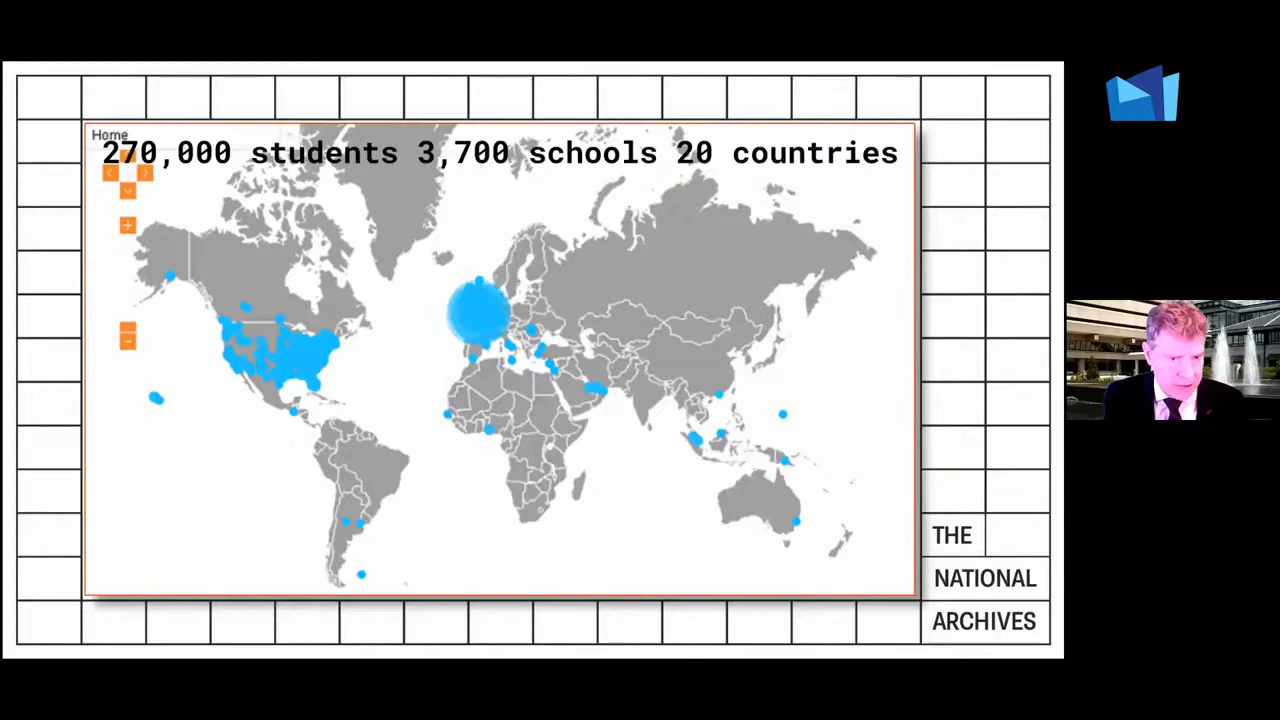 Home
270,000 students 3,700 schools 20 countries
THE
NATIONAL
ARCHIVES